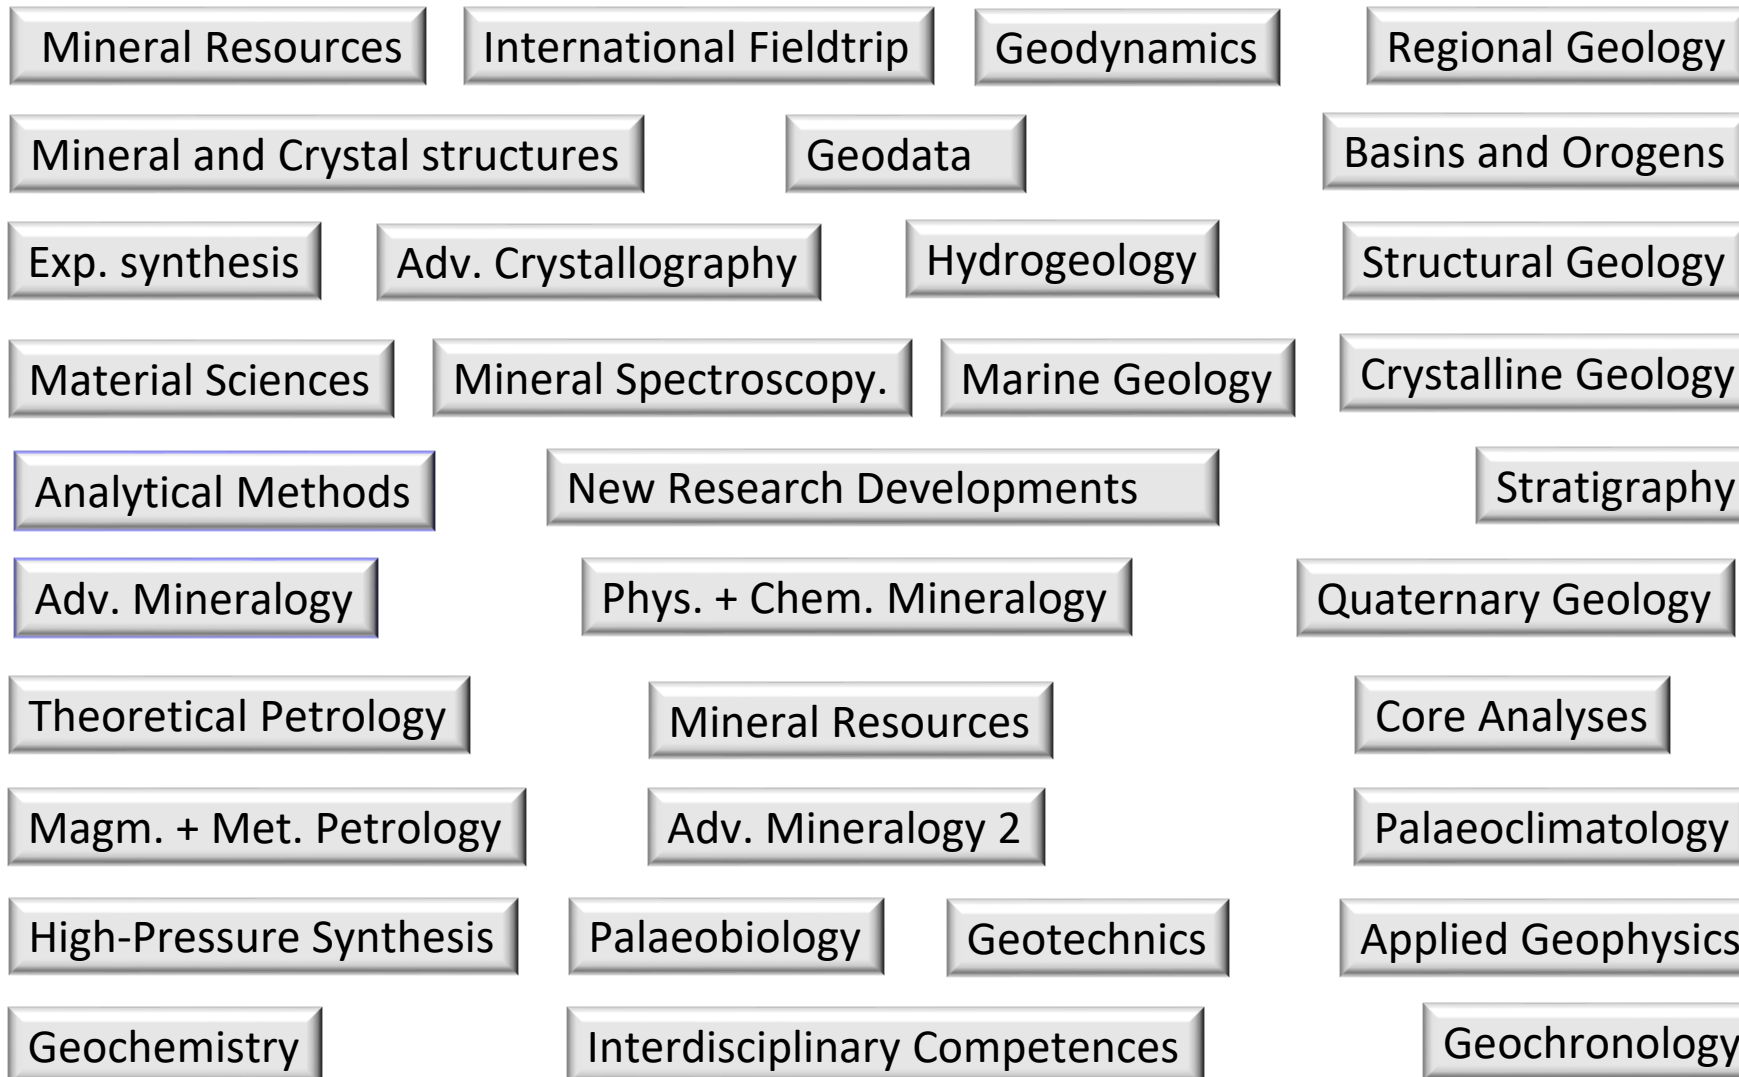 Mineral Resources
International Fieldtrip
Geodynamics
Regional Geology
Mineral and Crystal structures
Geodata
Basins and Orogens
Exp. synthesis
Adv. Crystallography
Hydrogeology
Structural Geology
Material Sciences
Mineral Spectroscopy.
Marine Geology
Crystalline Geology
Analytical Methods
New Research Developments
Stratigraphy
Adv. Mineralogy
Phys. + Chem. Mineralogy
Quaternary Geology
Theoretical Petrology
Mineral Resources
Core Analyses
Magm. + Met. Petrology
Adv. Mineralogy 2
Palaeoclimatology
High-Pressure Synthesis
Palaeobiology
Geotechnics
Applied Geophysics
Geochemistry
Interdisciplinary Competences
Geochronology